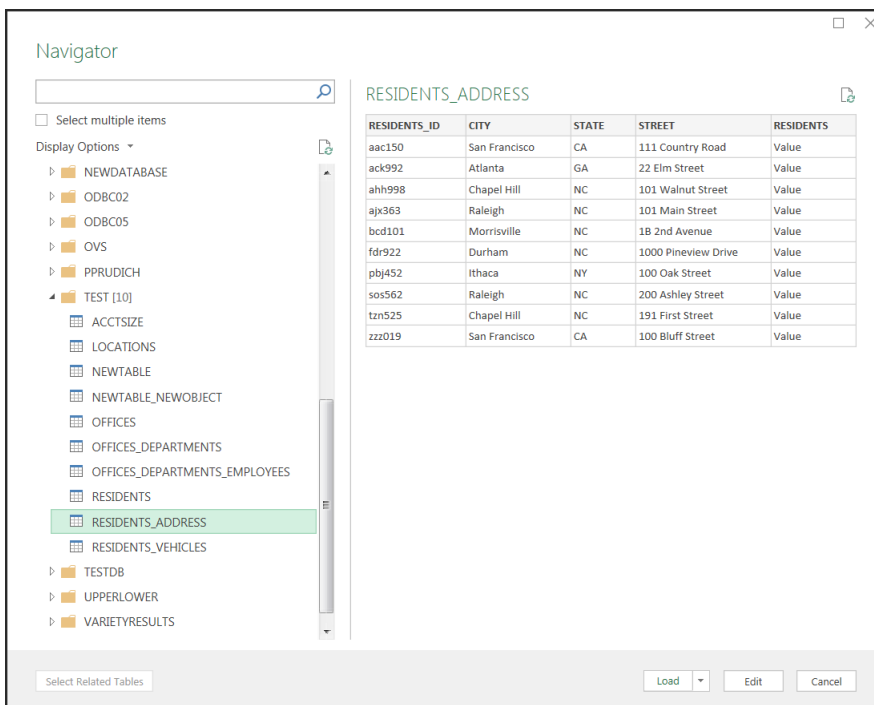 Navigator
Select multiple items
Display Options
NEWDATABASE
ODBC02
ODBC05
OVS
PPRUDICH
TEST [10]
ACCTSIZE
LOCATIONS
NEWTABLE
NEWTABLE_NEWOBJECT
OFFICES
OFFICES_DEPARTMENTS
OFFICES_DEPARTMENTS_EMPLOYEES
RESIDENTS
RESIDENTS_ADDRESS
RESIDENTS_VEHICLES
TESTDB
UPPERLOWER
VARIETYRESULTS
RESIDENTS_ADDRESS
RESIDENTS_ID CITY STATE STREET RESIDENTS
aac150 San Francisco CA 111 Country Road Value
ack992 Atlanta GA 22 Elm Street Value
ahh998 Chapel Hill NC 101 Walnut Street Value
ajx363 Raleigh NC 101 Main Street Value
bcd101 Morrisville NC 1B 2nd Avenue Value
fdr922 Durham NC 1000 Pineview Drive Value
pbj452 Ithaca NY 100 Oak Street Value
sos562 Raleigh NC 200 Ashley Street Value
tzn525 Chapel Hill NC 191 First Street Value
zzz019 San Francisco CA 100 Bluff Street Value
Select Related Tables
Load Edit Cancel